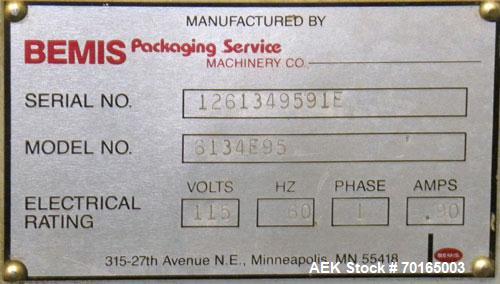 MANUFACTURED BY
BEMIS Packaging Service
MACHINERY CO.
SERIAL NO. 1261349591E
MODEL NO. 6134E95
VOLTS HZ PHASE AMPS
ELECTRICAL RATING 115 60 1 .90
315-27th Avenue N.E., Minneapolis, MN 55418
BEMIS
AEK Stock #70165003